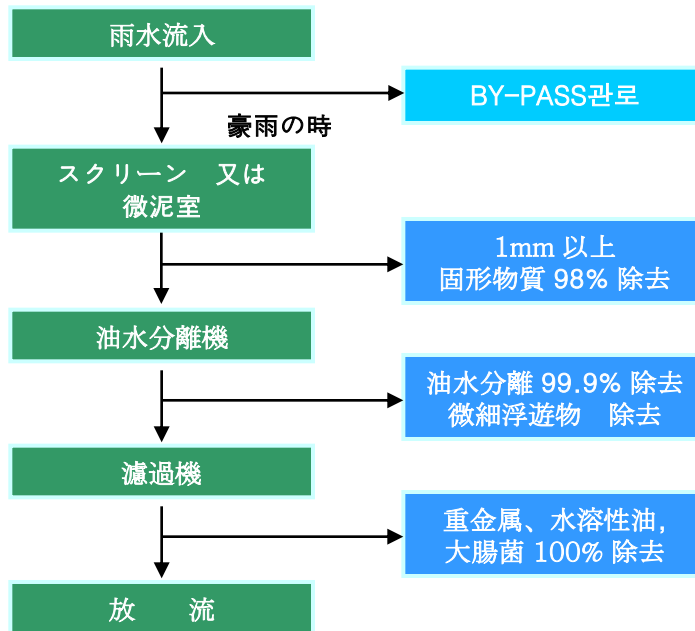 雨水流入
BY-PASS관로
豪雨の時
スクリーン　又は
微泥室
1mm 以上
固形物質 98% 除去
油水分離機
油水分離 99.9% 除去
微細浮遊物　除去
濾過機
重金属、水溶性油,
大腸菌 100% 除去
放　　流